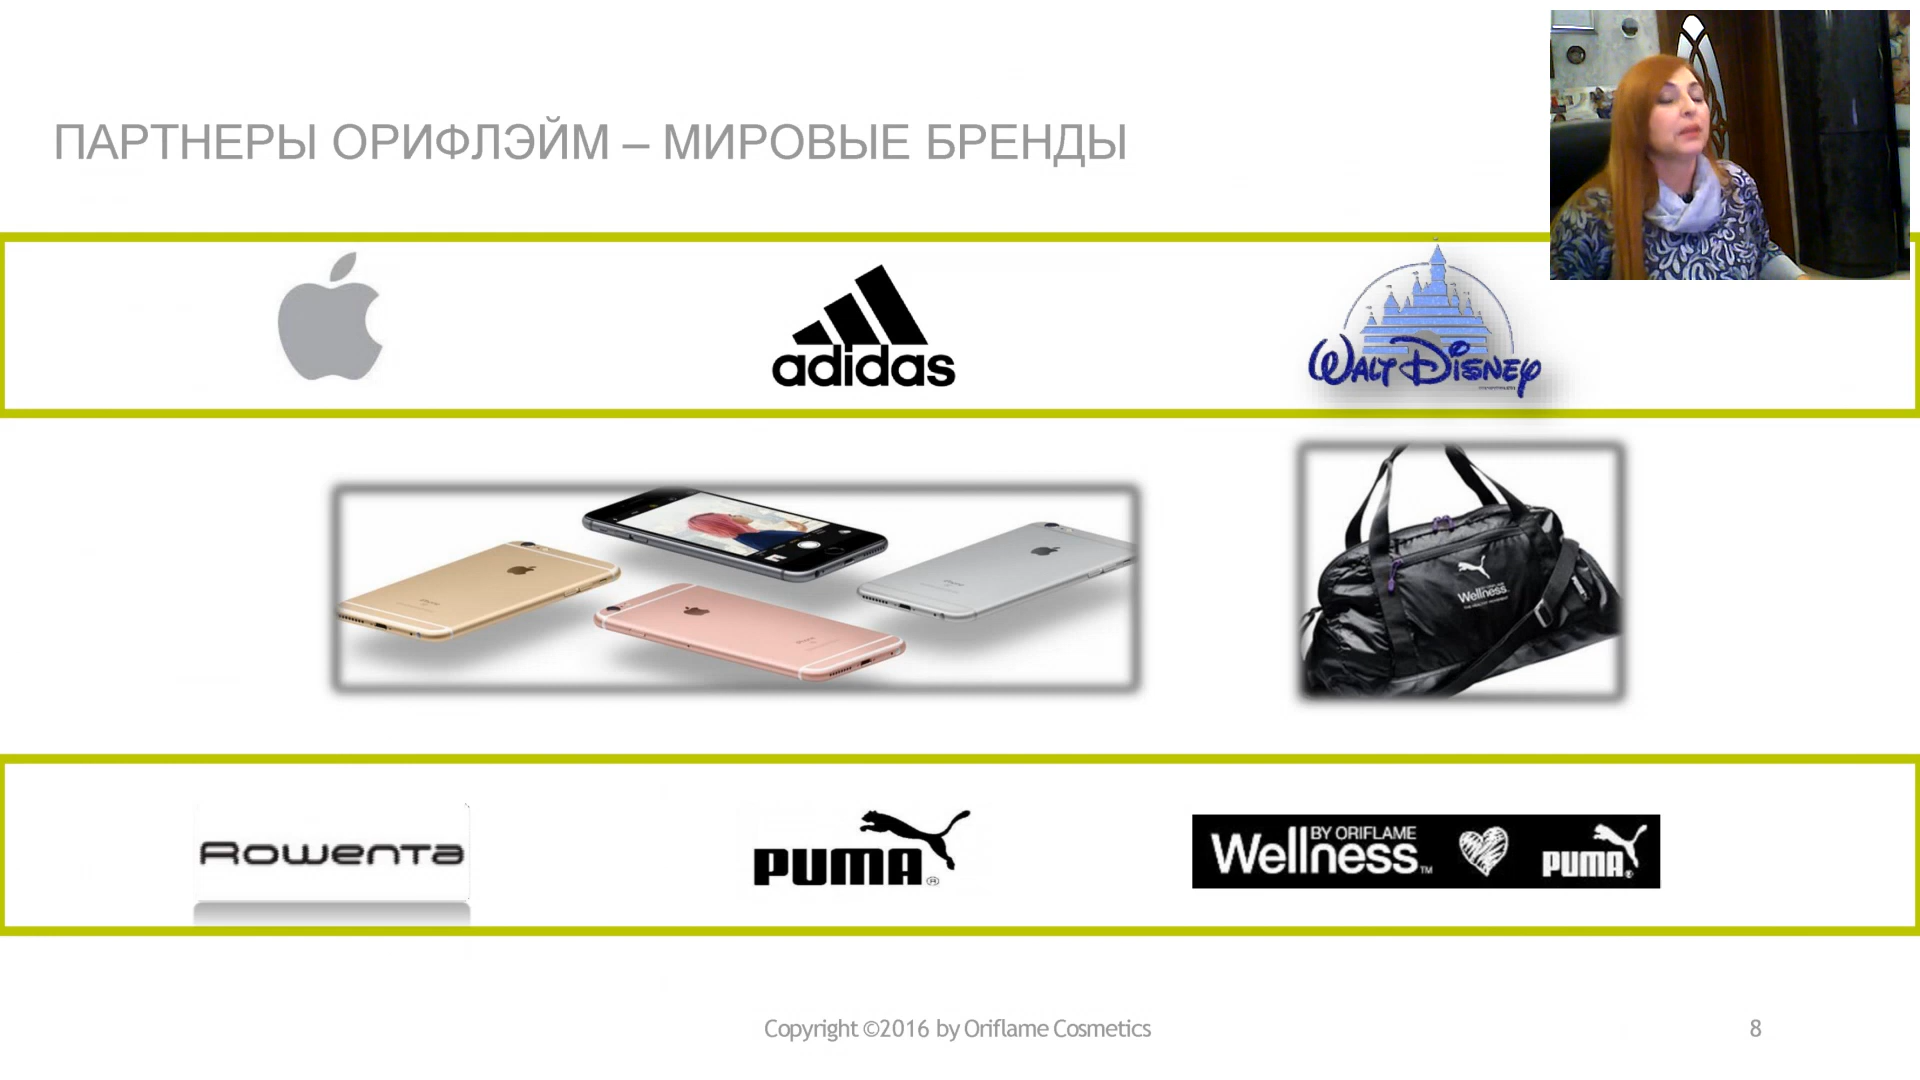 ПАРТНЕРЫ ОРИФЛЭЙМ – МИРОВЫЕ БРЕНДЫ
adidas
WALT DISNEY
Wellness
ROWENTA
PUMA®
Wellness BY ORIFLAME™ PUMA®
Copyright ©2016 by Oriflame Cosmetics
8